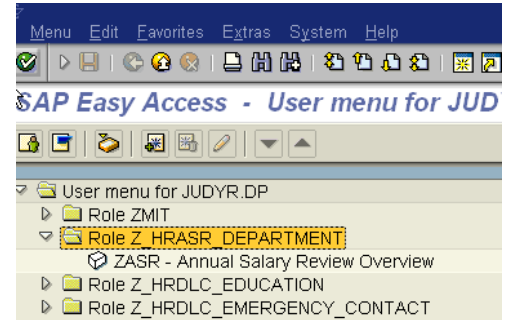 Menu Edit Favorites Extras System Help
SAP Easy Access - User menu for JUDY
User menu for JUDYR.DP
Role ZMIT
Role Z_HRASR_DEPARTMENT
ZASR - Annual Salary Review Overview
Role Z_HRDLC_EDUCATION
Role Z_HRDLC_EMERGENCY_CONTACT